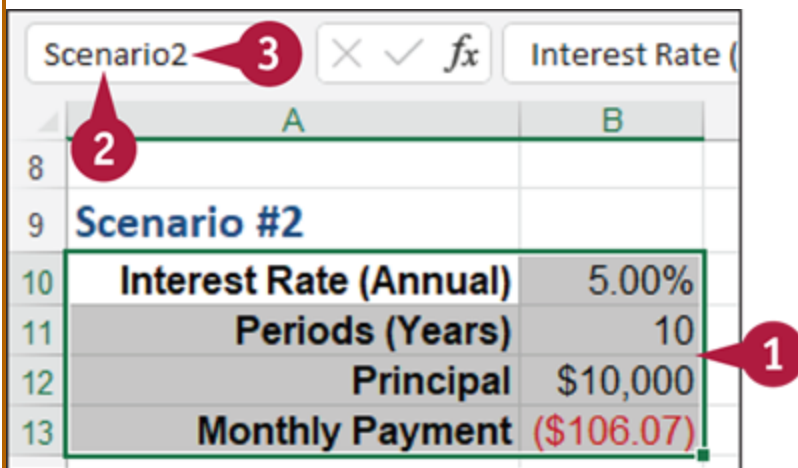 Scenario2 3 fx Interest Rate (
A B
2
8
9 Scenario #2
10 Interest Rate (Annual) 5.00%
11 Periods (Years) 10
1
12 Principal $10,000
13 Monthly Payment ($106.07)